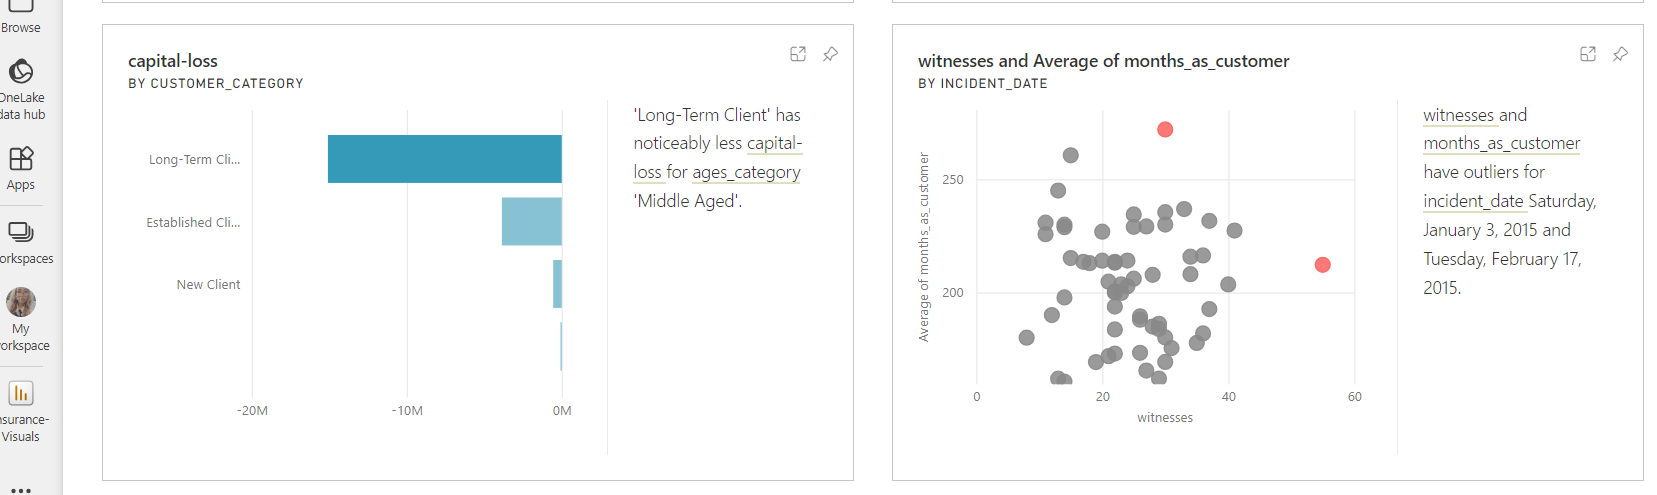 Browse
OneLake
data hub
Apps
orkspaces
My
orkspace
nsurance-
Visuals
capital-loss
BY CUSTOMER_CATEGORY
Long-Term Cli...
Established Cli...
New Client
-20M
-10M
0M
'Long-Term Client' has
noticeably less capital-
loss for ages_category
'Middle Aged'.
witnesses and Average of months_as_customer
BY INCIDENT_DATE
Average of months_as_customer
250
200
0
20
40
60
witnesses
witnesses and
months_as_customer
have outliers for
incident_date Saturday,
January 3, 2015 and
Tuesday, February 17,
2015.